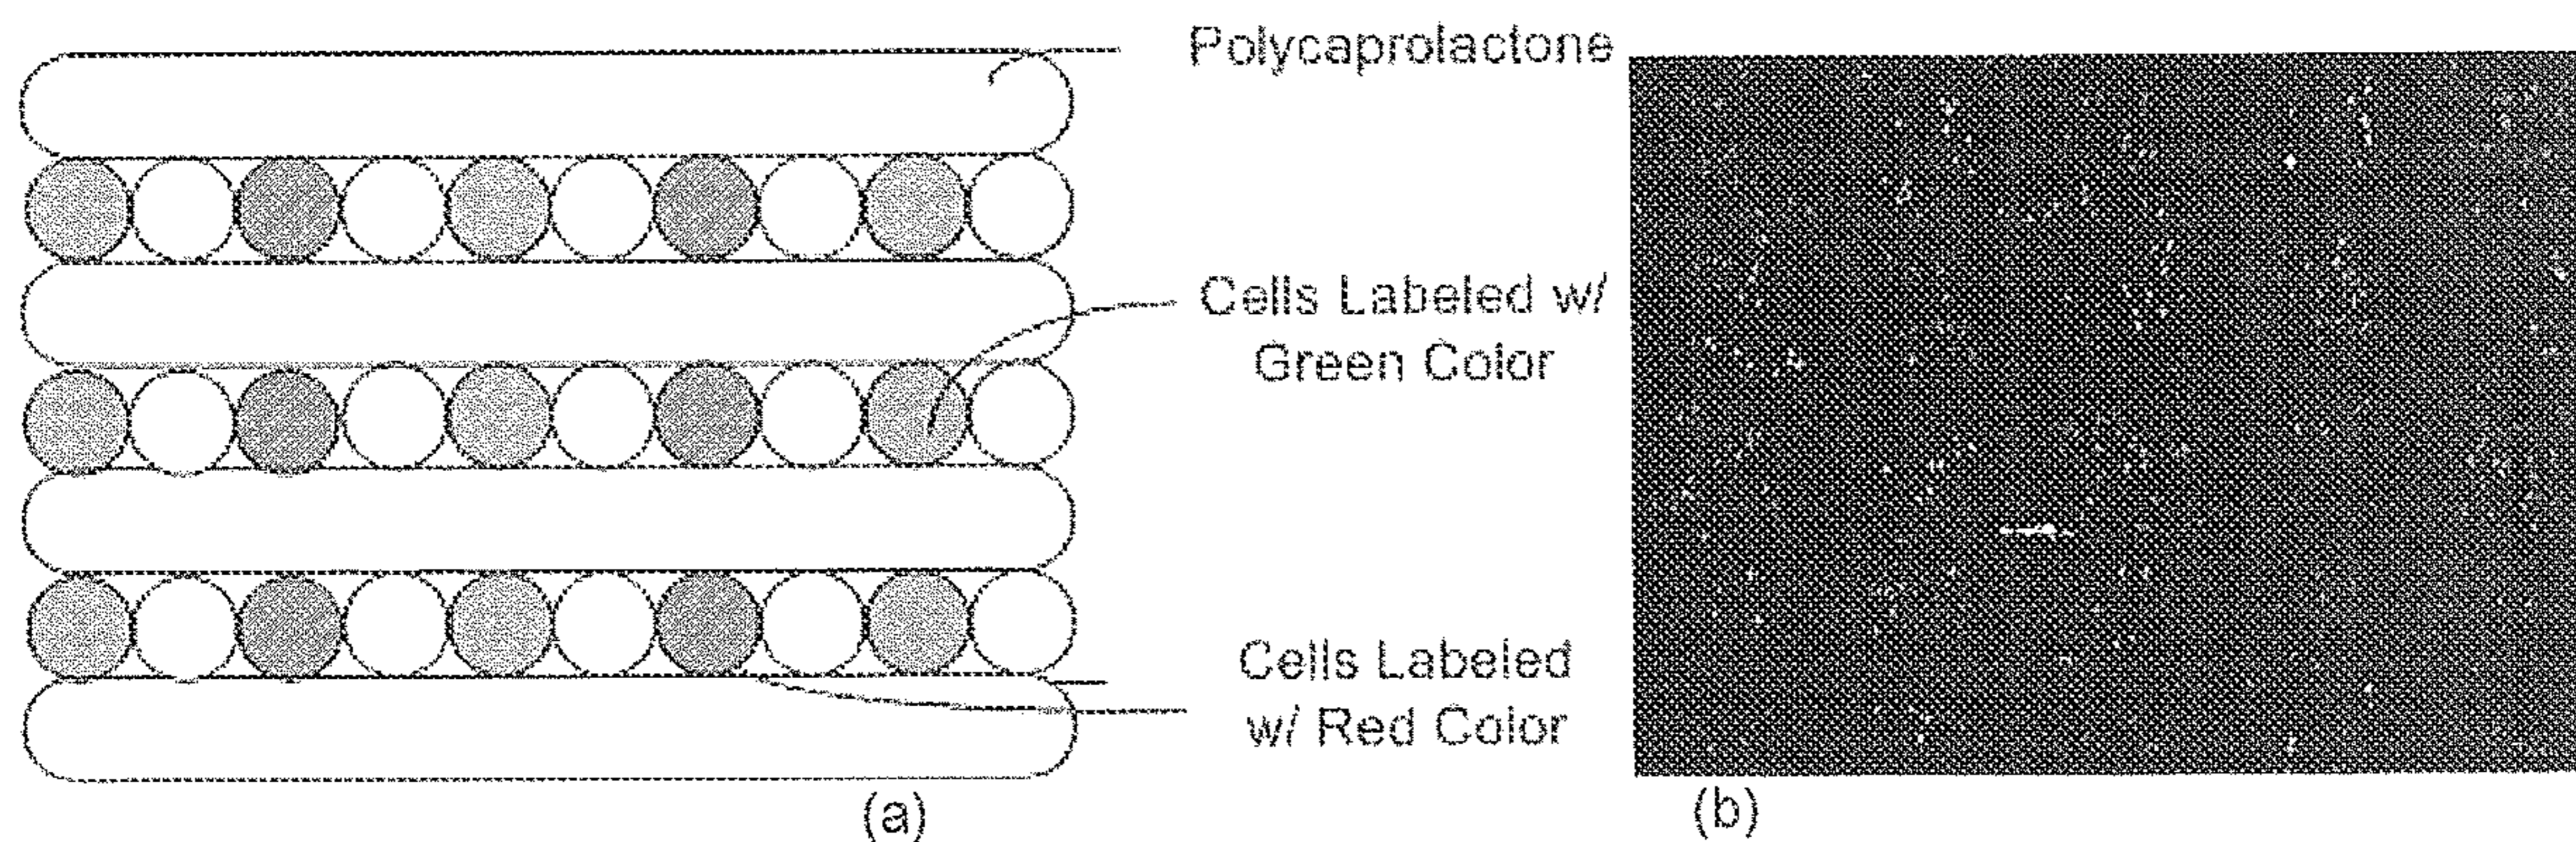 Polycaprolactone
Cells Labeled w/
Green Color
Cells Labeled
w/ Red Color
(a)
(b)